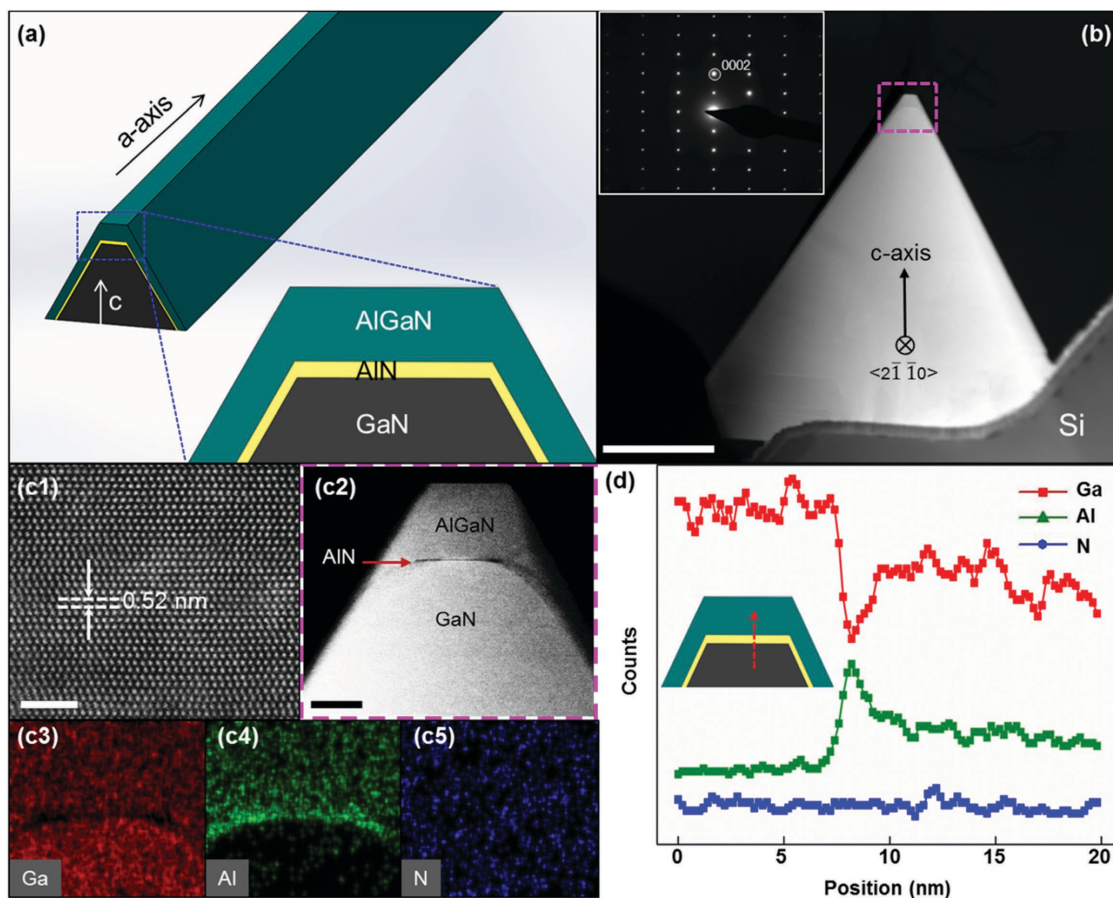 (a)
a-axis
c
AlGaN
AlN
GaN
(b)
0002
c-axis
<21̄ 1̄0>
Si
(c1)
0.52 nm
(c2)
AlGaN
AlN
GaN
(c3)
Ga
(c4)
Al
(c5)
N
(d)
Ga
Al
N
Counts
0 5 10 15 20
Position (nm)